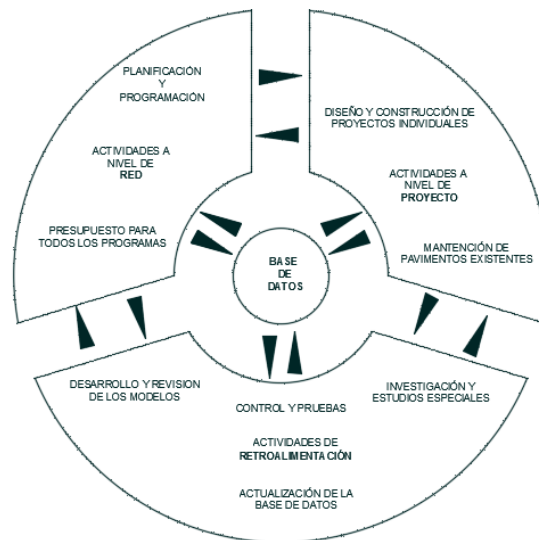 PLANIFICACIÓN
Y
PROGRAMACIÓN
ACTIVIDADES A
NIVEL DE
RED
PRESUPUESTO PARA
TODOS LOS PROGRAMAS
DISEÑO Y CONSTRUCCIÓN DE
PROYECTOS INDIVIDUALES
ACTIVIDADES A
NIVEL DE
PROYECTO
MANTENCIÓN DE
PAVIMENTOS EXISTENTES
BASE
DE
DATOS
DESARROLLO Y REVISION
DE LOS MODELOS
CONTROL Y PRUEBAS
INVESTIGACIÓN Y
ESTUDIOS ESPECIALES
ACTIVIDADES DE
RETROALIMENTACIÓN
ACTUALIZACIÓN DE LA
BASE DE DATOS